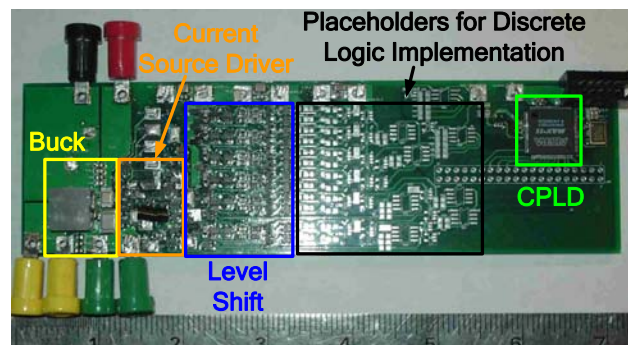 Placeholders for Discrete
Logic Implementation
Current
Source Driver
Buck
CPLD
Level
Shift
1 2 3 4 5 6 7